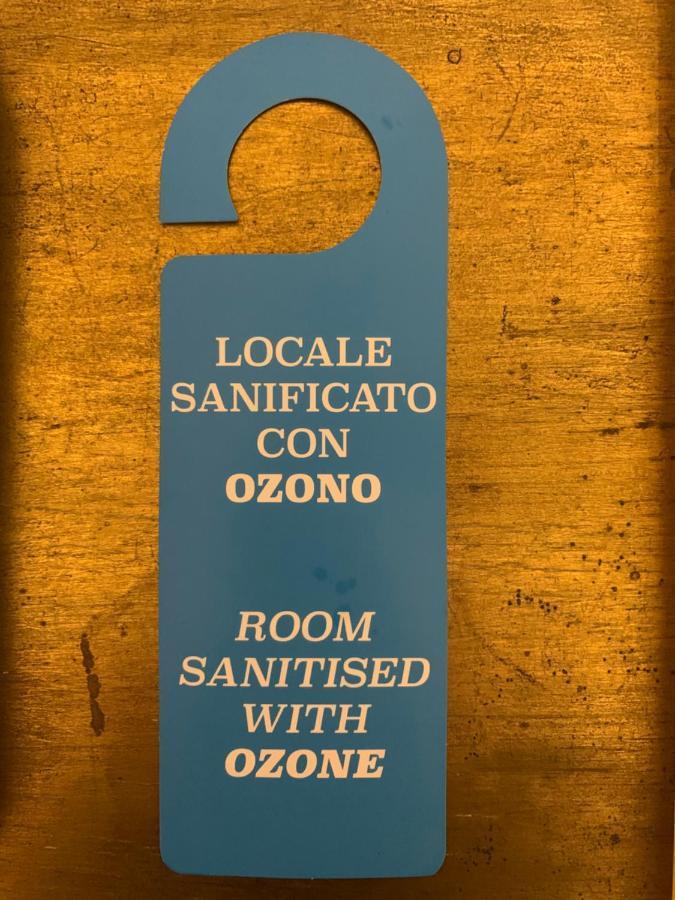 LOCALE
SANIFICATO
CON
OZONO
ROOM
SANITISED
WITH
OZONE